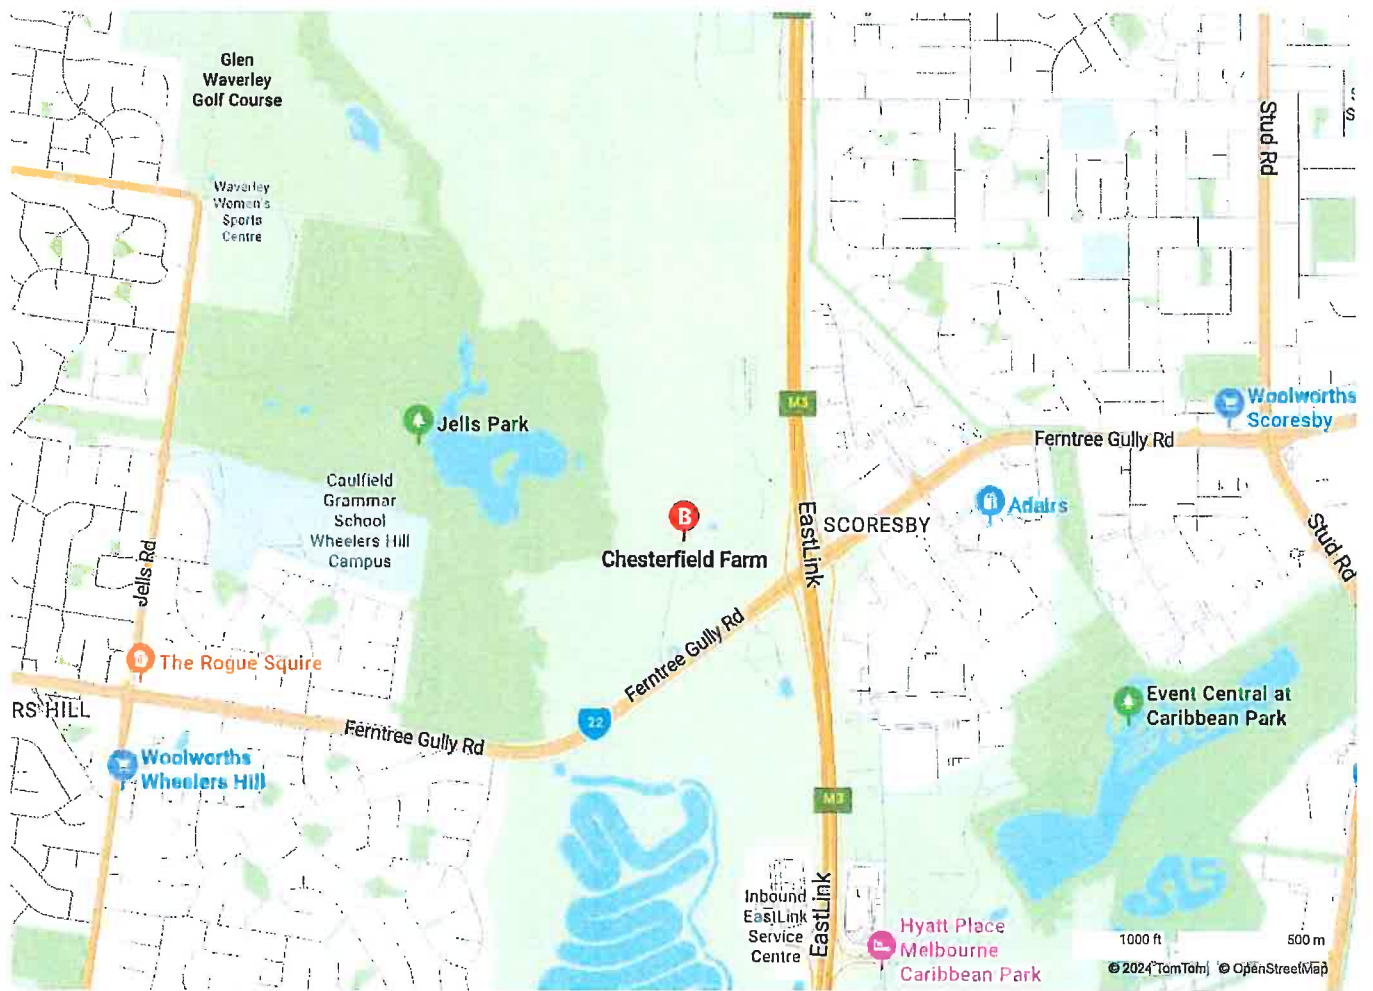 Glen
Waverley
Golf Course
Stud Rd
S
Waverley
Women's
Sports
Centre
M3
Woolworths
Scoresby
Jells Park
Ferntree Gully Rd
Caulfield
Grammar
School
Wheelers Hill
Campus
B
Chesterfield Farm
EastLink
SCORESBY
Adairs
Stud Rd
Jells Rd
The Rogue Squire
Ferntree Gully Rd
RS HILL
22
Ferntree Gully Rd
Event Central at
Caribbean Park
Woolworths
Wheelers Hill
M3
Inbound
EastLink
Service
Centre
EastLink
Hyatt Place
Melbourne
Caribbean Park
1000 ft 500 m
© 2024 TomTom, © OpenStreetMap